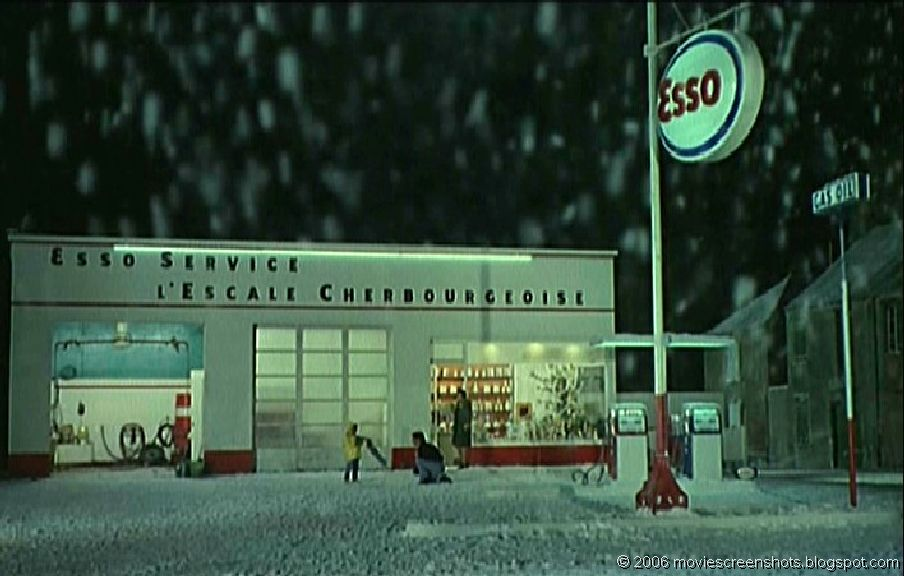 Esso
GAS OIL
Esso Service
l'Escale Cherbourgeoise
© 2006 moviescreenshots.blogspot.com